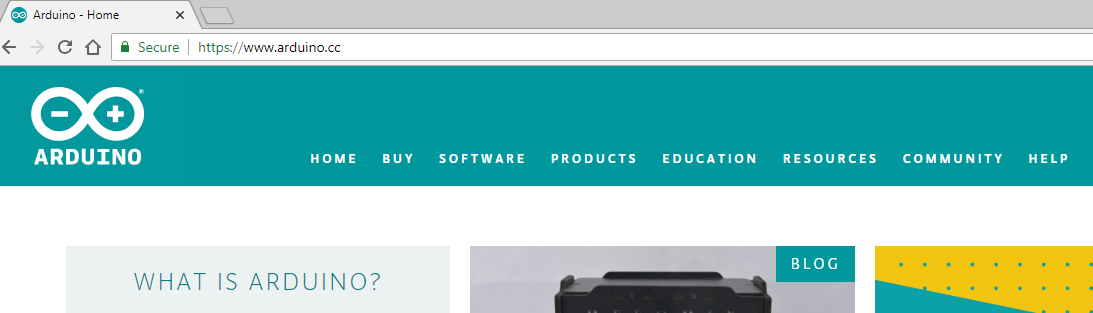 Arduino - Home
Secure https://www.arduino.cc
ARDUINO
HOME BUY SOFTWARE PRODUCTS EDUCATION RESOURCES COMMUNITY HELP
WHAT IS ARDUINO?
BLOG